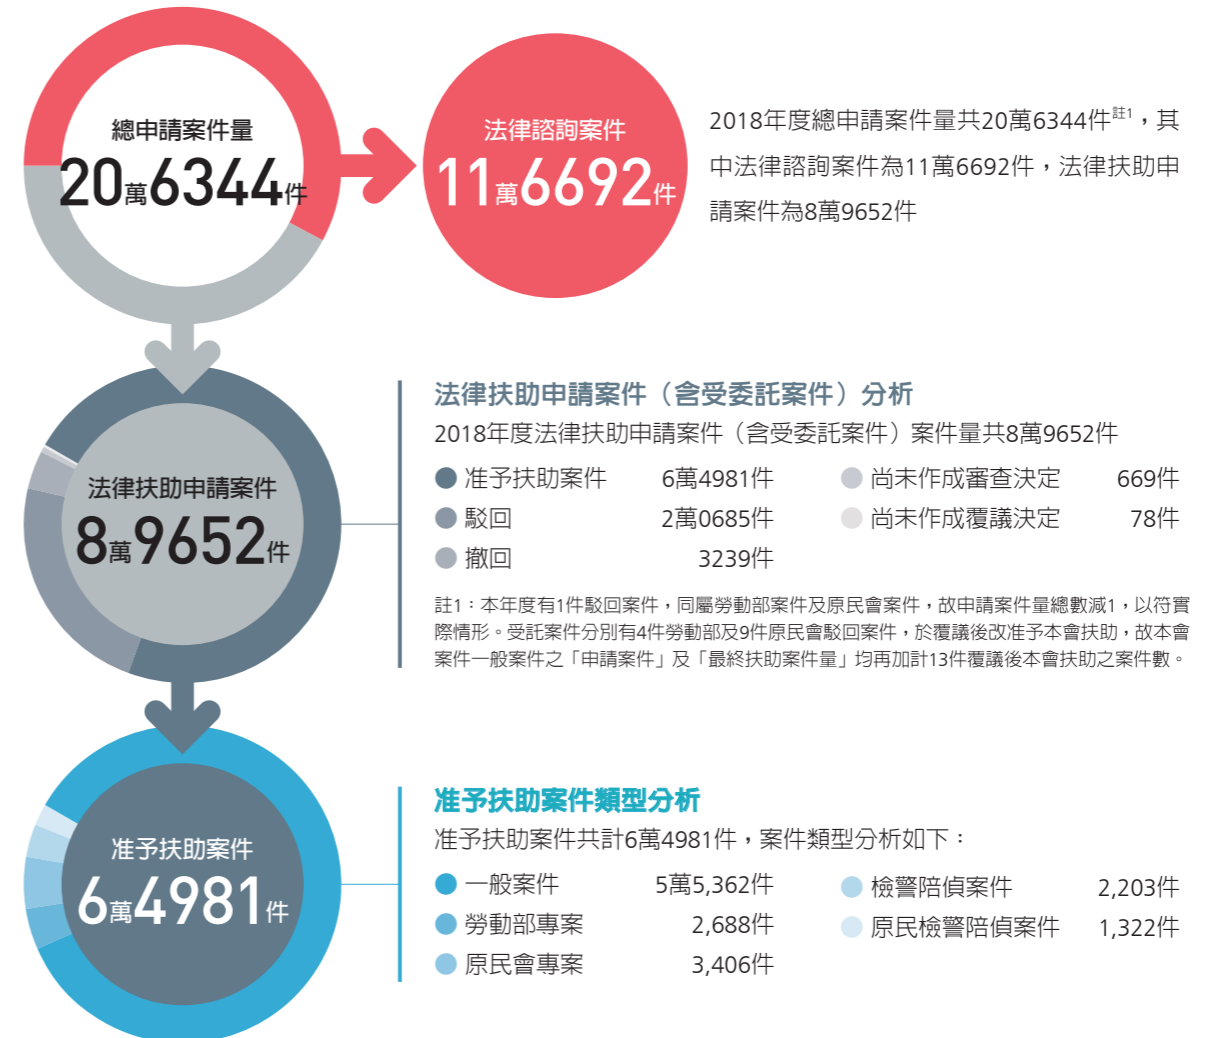 總申請案件量
20萬6344件
法律諮詢案件
11萬6692件
2018年度總申請案件量共20萬6344件註1，其
中法律諮詢案件為11萬6692件，法律扶助申
請案件為8萬9652件
法律扶助申請案件
8萬9652件
法律扶助申請案件（含受委託案件）分析
2018年度法律扶助申請案件（含受委託案件）案件量共8萬9652件
准予扶助案件 6萬4981件 尚未作成審查決定 669件
駁回 2萬0685件 尚未作成覆議決定 78件
撤回 3239件
註1：本年度有1件駁回案件，同屬勞動部案件及原民會案件，故申請案件量總數減1，以符實
際情形。受託案件分別有4件勞動部及9件原民會駁回案件，於覆議後改准予本會扶助，故本會
案件一般案件之「申請案件」及「最終扶助案件量」均再加計13件覆議後本會扶助之案件數。
准予扶助案件
6萬4981件
准予扶助案件類型分析
准予扶助案件共計6萬4981件，案件類型分析如下：
一般案件 5萬5,362件 檢警陪偵案件 2,203件
勞動部專案 2,688件 原民檢警陪偵案件 1,322件
原民會專案 3,406件